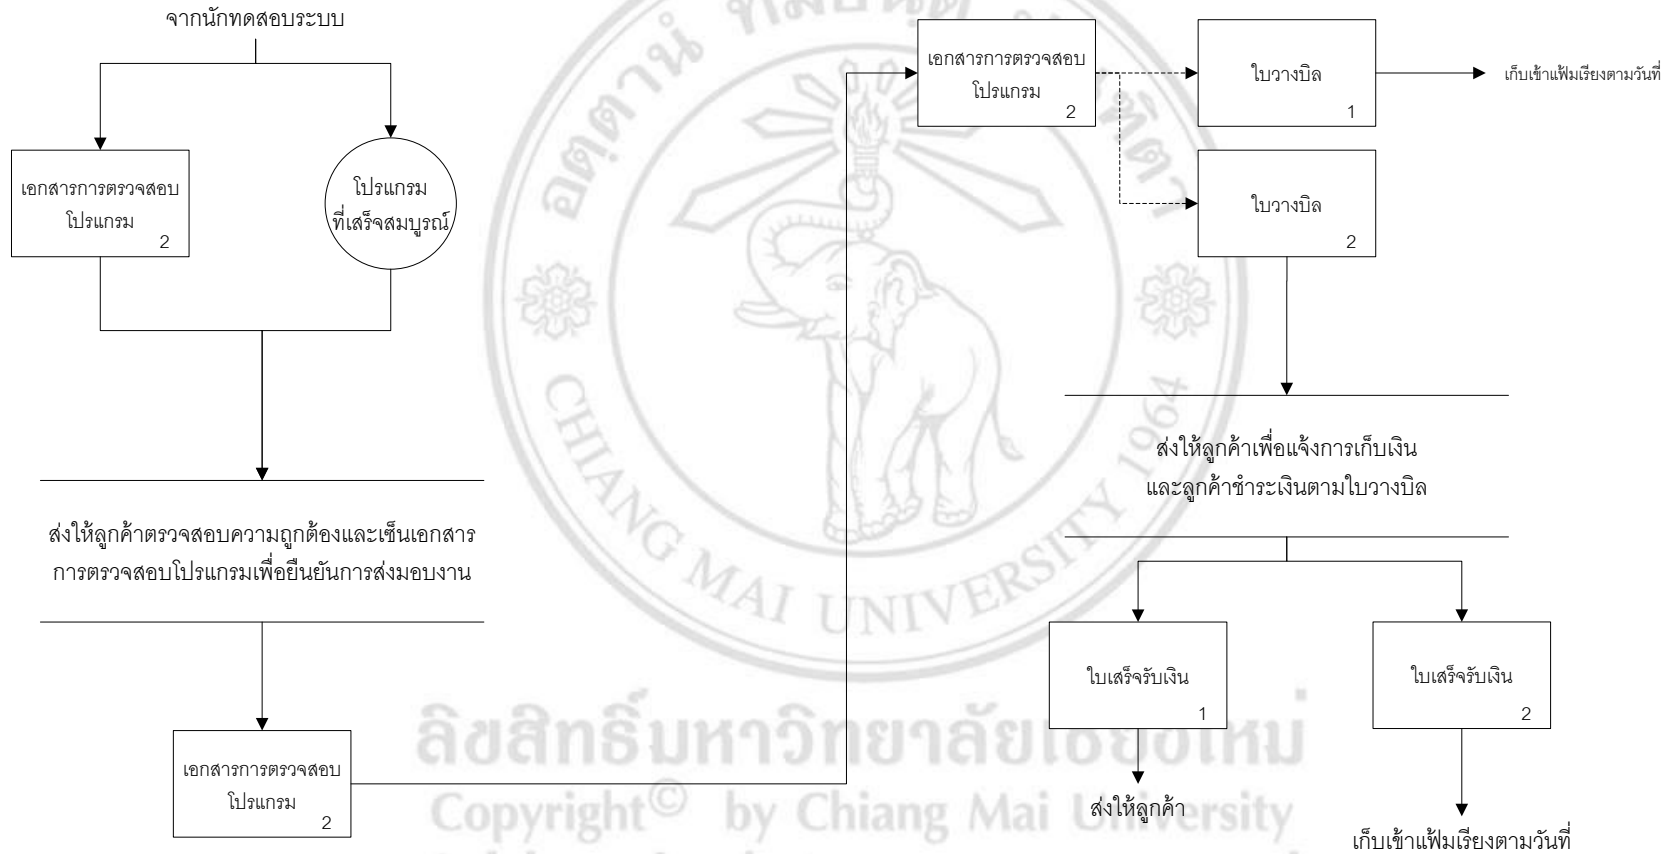 จากนักทดสอบระบบ
เอกสารการตรวจสอบ
โปรแกรม
2
โปรแกรม
ที่เสร็จสมบูรณ์
ส่งให้ลูกค้าตรวจสอบความถูกต้องและเซ็นเอกสาร
การตรวจสอบโปรแกรมเพื่อยืนยันการส่งมอบงาน
เอกสารการตรวจสอบ
โปรแกรม
2
เอกสารการตรวจสอบ
โปรแกรม
2
ใบวางบิล
1
เก็บเข้าแฟ้มเรียงตามวันที่
ใบวางบิล
2
ส่งให้ลูกค้าเพื่อแจ้งการเก็บเงิน
และลูกค้าชำระเงินตามใบวางบิล
ใบเสร็จรับเงิน
1
ใบเสร็จรับเงิน
2
ส่งให้ลูกค้า
เก็บเข้าแฟ้มเรียงตามวันที่
CHIANG MAI UNIVERSITY 1964
ลิขสิทธิ์มหาวิทยาลัยเชียงใหม่
Copyright© by Chiang Mai University